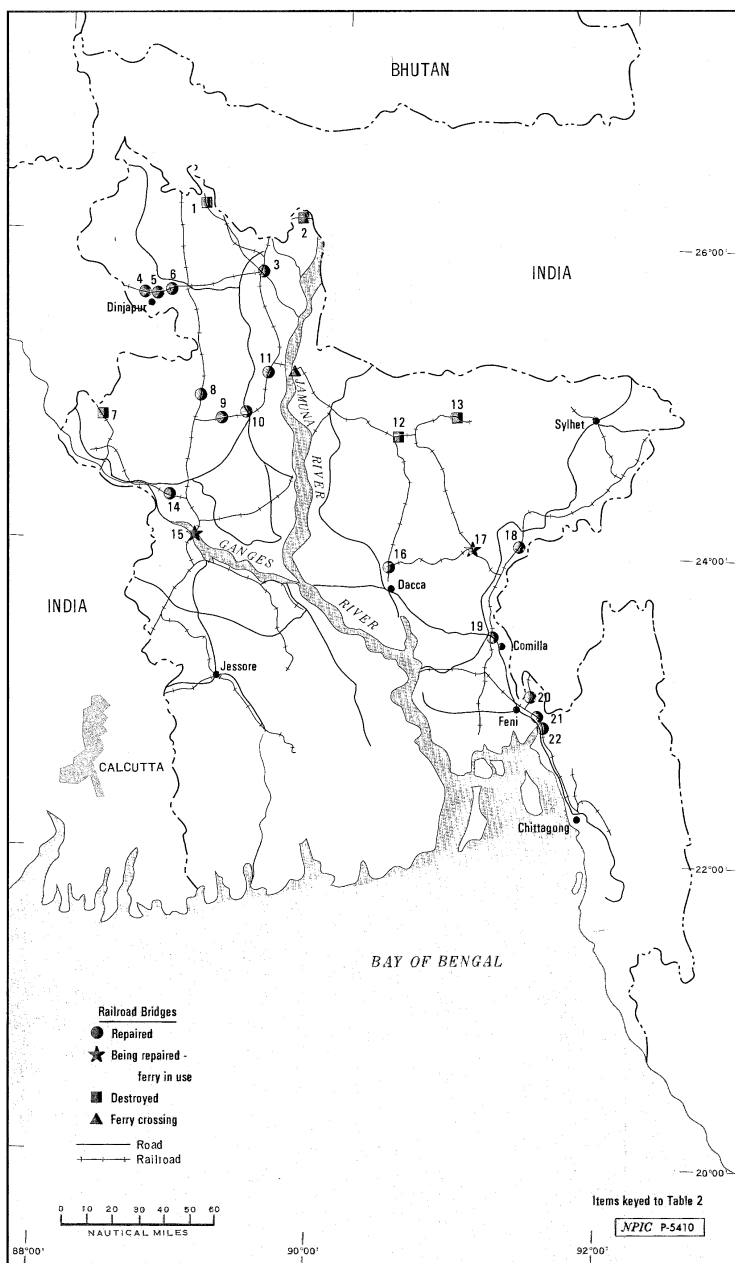 BHUTAN
1
2
INDIA
26°00'
3
4
5
6
Dinjapur
11
JAMUNA
RIVER
7
8
9
10
12
13
Sylhet
14
15
GANGES
RIVER
16
17
18
24°00'
Dacca
INDIA
19
Comilla
Jessore
20
Feni
21
22
CALCUTTA
Chittagong
22°00'
BAY OF BENGAL
Railroad Bridges
Repaired
Being repaired -
ferry in use
Destroyed
Ferry crossing
Road
Railroad
20°00'
Items keyed to Table 2
NPIC P-5410
0 10 20 30 40 50 60
NAUTICAL MILES
88°00'
90°00'
92°00'